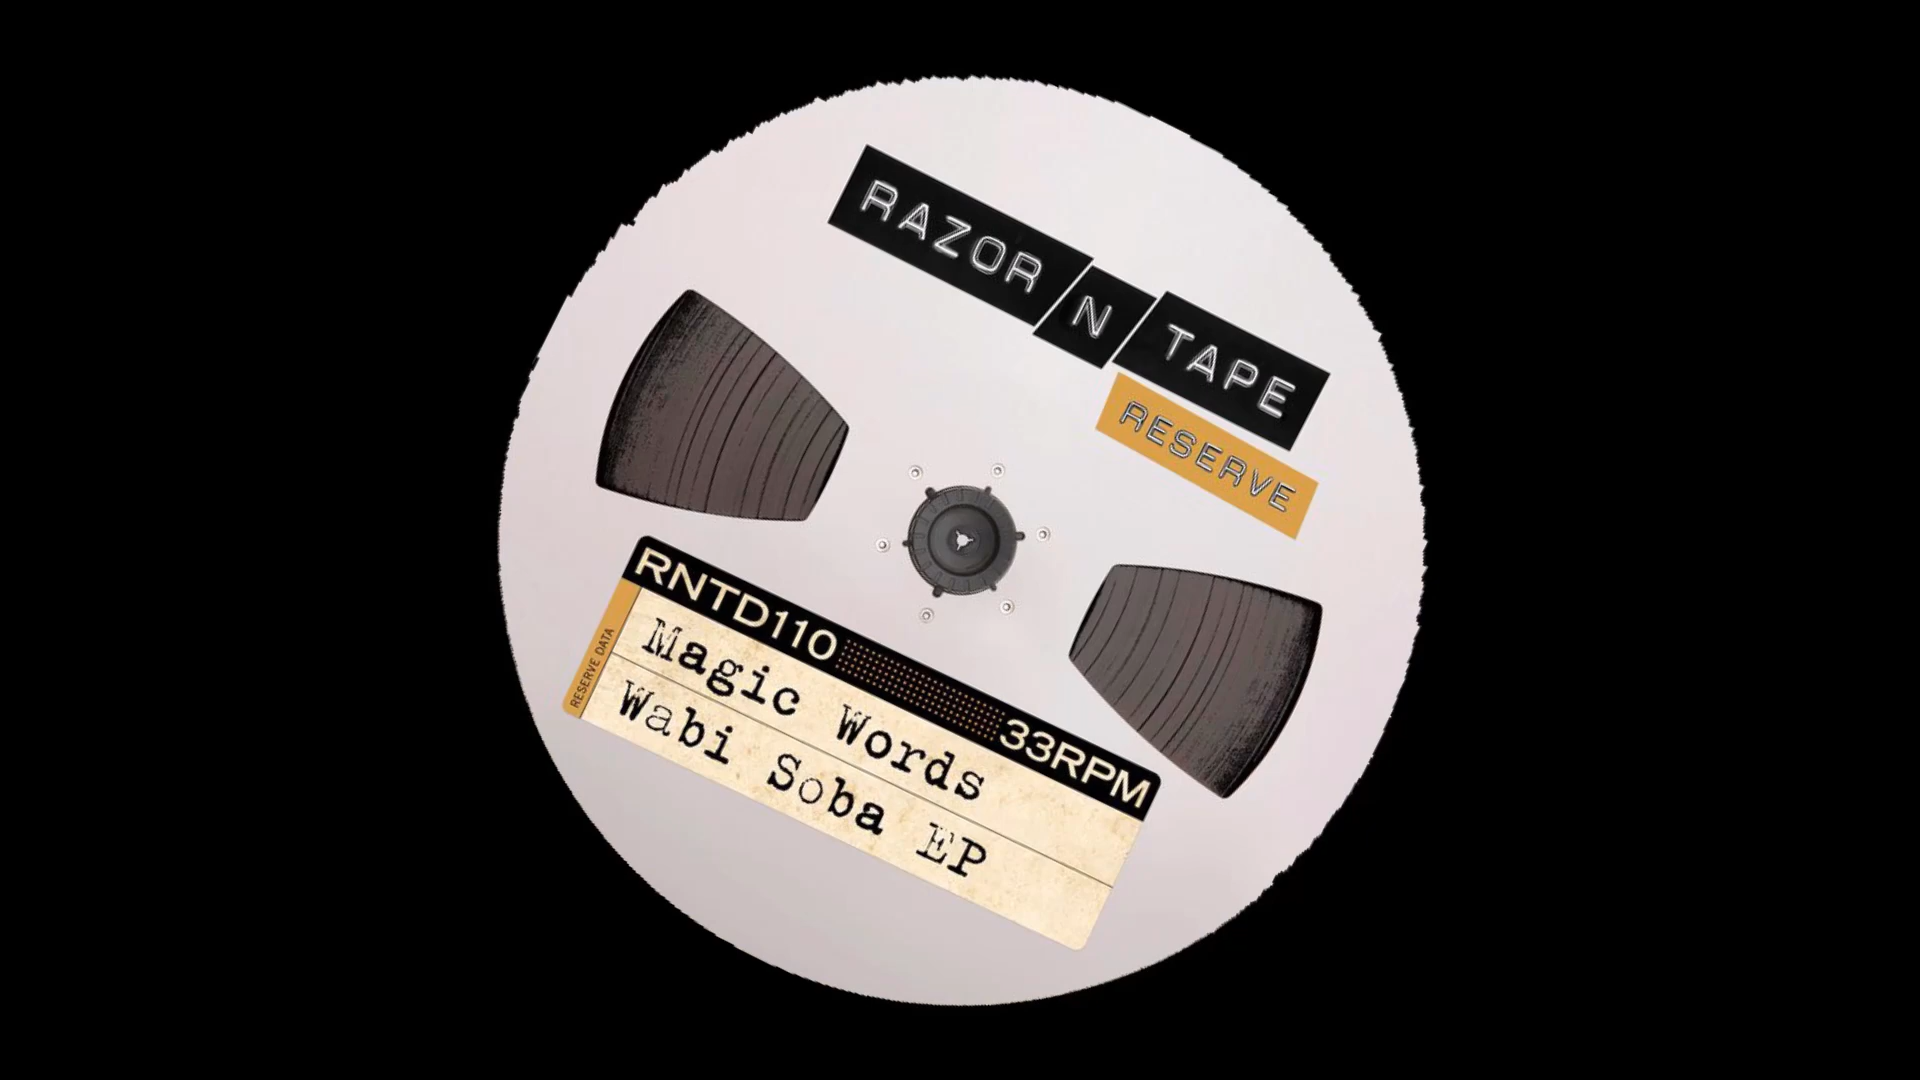 RAZOR N TAPE
RESERVE
RNTD110 33RPM
RESERVE DATA
Magic Words
Wabi Soba EP